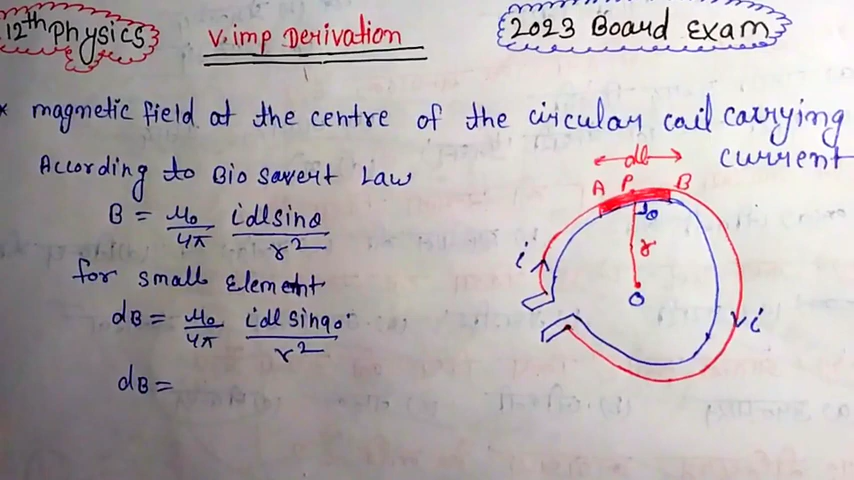 12th Physics
V. imp Derivation
2023 Board Exam
* magnetic field at the centre of the circular coil carrying current
According to Bio Savert Law
B = μ₀/4π idlsinθ/r²
for small Element
dB = μ₀/4π idl sin90°/r²
dB =
dl
A P B
θ
r
i
O
i